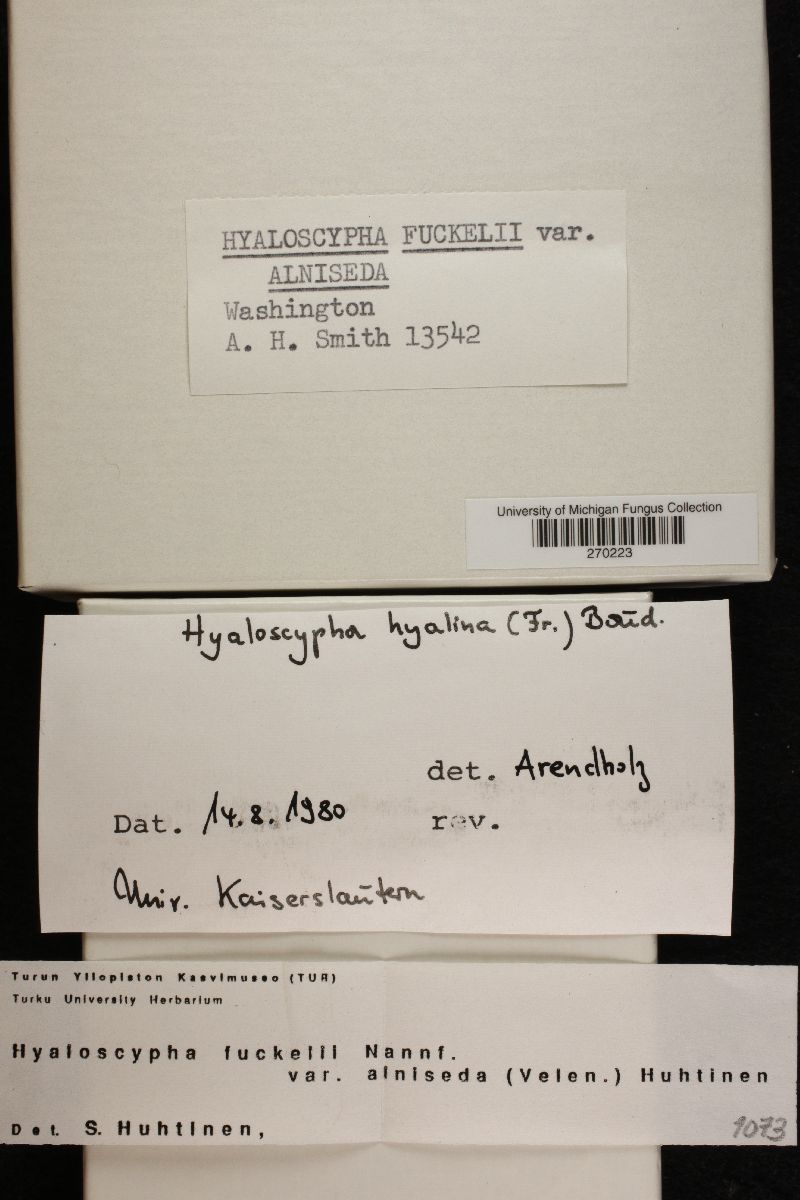 HYALOSCYPHA FUCKELII var.
ALNISEDA
Washington
A. H. Smith 13542
University of Michigan Fungus Collection
270223
Hyaloscypha hyalina (Fr.) Boud.
det. Arendholz
Dat. 14.8.1980
rev.
Univ. Kaiserslautern
Turun Yliopiston Kasvimuseo (TUR)
Turku University Herbarium
Hyaloscypha fuckelii Nannf.
var. alniseda (Velen.) Huhtinen
Det. S. Huhtinen,
1073